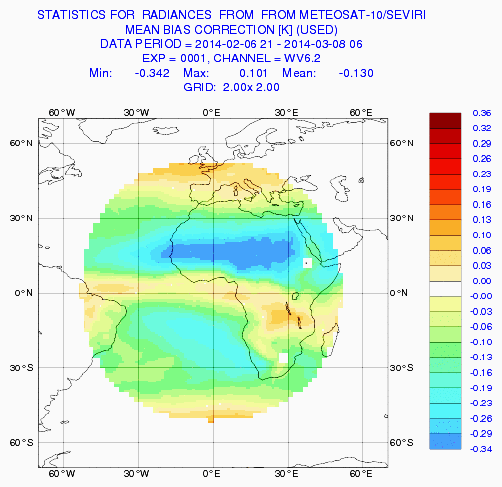 STATISTICS FOR RADIANCES FROM FROM METEOSAT-10/SEVIRI
MEAN BIAS CORRECTION [K] (USED)
DATA PERIOD = 2014-02-06 21 - 2014-03-08 06
EXP = 0001, CHANNEL = WV6.2
Min: -0.342 Max: 0.101 Mean: -0.130
GRID: 2.00x 2.00
60°W 30°W 0°E 30°E 60°E
60°N 60°N
30°N 30°N
0°N 0°N
30°S 30°S
60°S 60°S
60°W 30°W 0°E 30°E 60°E
0.36
0.32
0.29
0.26
0.23
0.19
0.16
0.13
0.10
0.06
0.03
0.00
-0.00
-0.03
-0.06
-0.10
-0.13
-0.16
-0.19
-0.23
-0.26
-0.29
-0.34